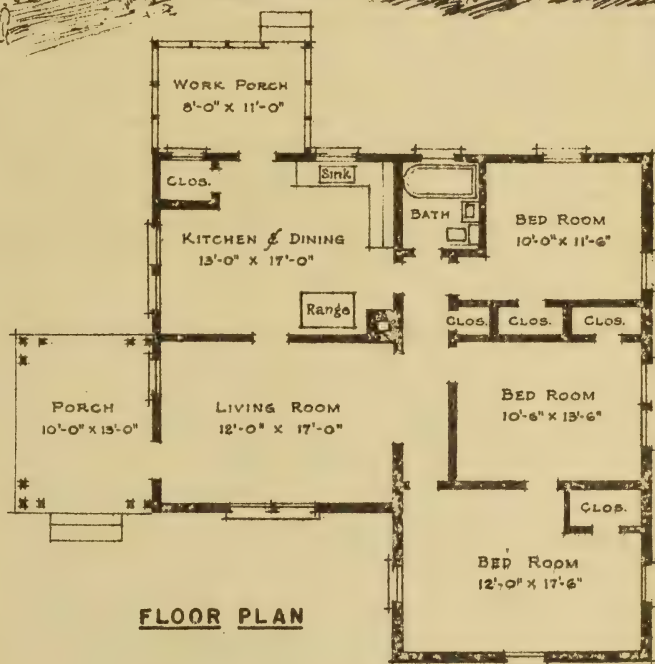 WORK PORCH
8'-0" X 11'-0"
CLOS.
Sink
BATH
BED ROOM
10'-0" X 11'-6"
KITCHEN & DINING
13'-0" X 17'-0"
Range
CLOS.
CLOS.
CLOS.
PORCH
10'-0" X 13'-0"
LIVING ROOM
12'-0" X 17'-0"
BED ROOM
10'-6" X 13'-6"
CLOS.
BED ROOM
12'-0" X 17'-6"
FLOOR PLAN